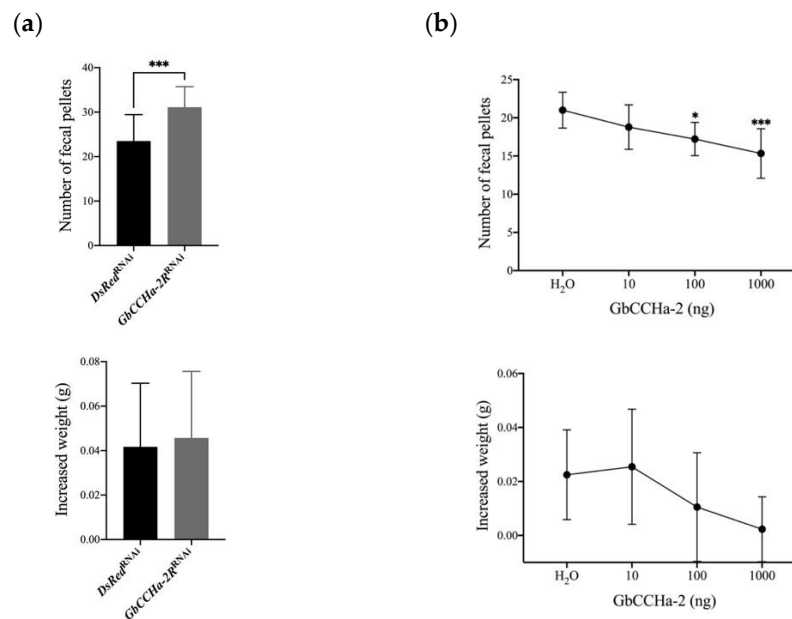 (a)
(b)
***
Number of fecal pellets
40
30
20
10
0
DsRedRNAi
GbCCHa-2RRNAi
Number of fecal pellets
25
20
15
10
5
0
*
***
H2O
10
100
1000
GbCCHa-2 (ng)
Increased weight (g)
0.08
0.06
0.04
0.02
0.00
DsRedRNAi
GbCCHa-2RRNAi
Increased weight (g)
0.06
0.04
0.02
0.00
H2O
10
100
1000
GbCCHa-2 (ng)